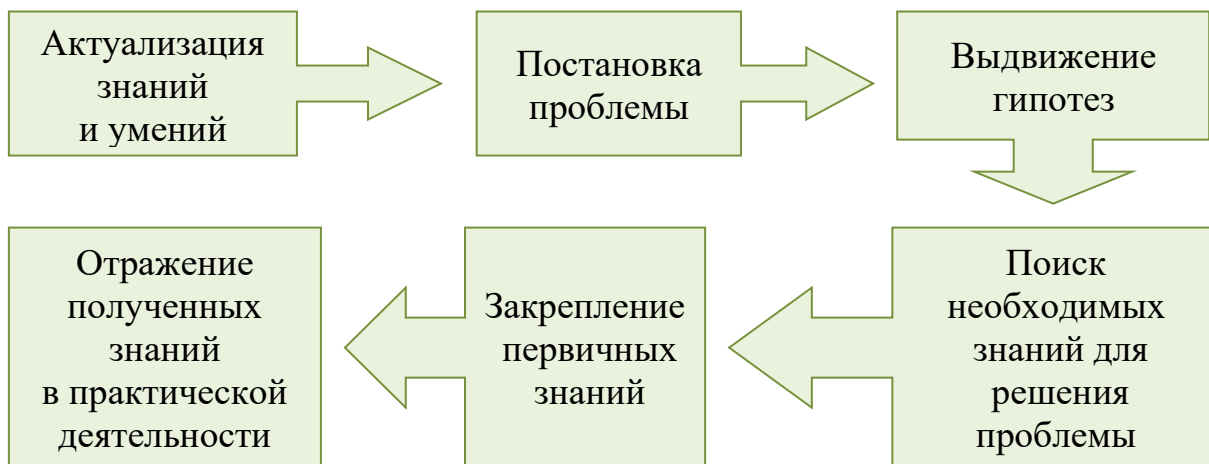 Актуализация
знаний
и умений
Постановка
проблемы
Выдвижение
гипотез
Поиск
необходимых
знаний для
решения
проблемы
Закрепление
первичных
знаний
Отражение
полученных
знаний
в практической
деятельности